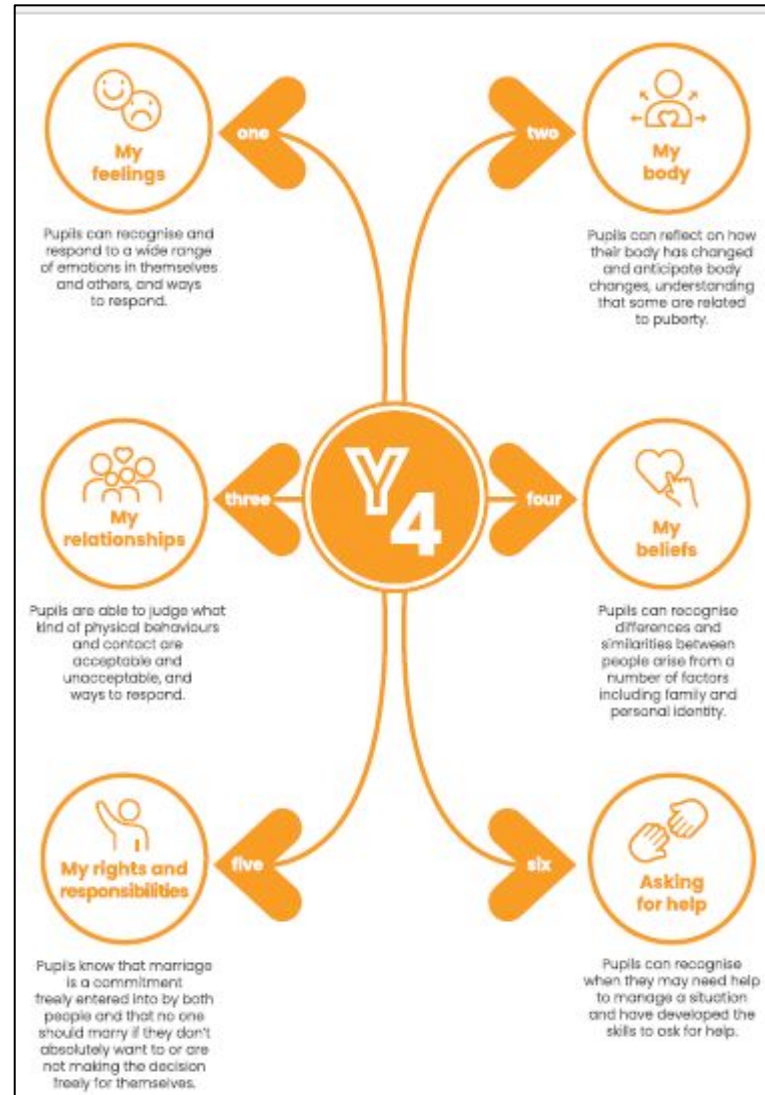 one
My
feelings
Pupils can recognise and
respond to a wide range
of emotions in themselves
and others, and ways
to respond.
two
My
body
Pupils can reflect on how
their body has changed
and anticipate body
changes, understanding
that some are related
to puberty.
Y4
three
My
relationships
Pupils are able to judge what
kind of physical behaviours
and contact are
acceptable and
unacceptable, and
ways to respond.
four
My
beliefs
Pupils can recognise
differences and
similarities between
people arise from a
number of factors
including family and
personal identity.
five
My rights and
responsibilities
Pupils know that marriage
is a commitment
freely entered into by both
people and that no one
should marry if they don't
absolutely want to or are
not making the decision
freely for themselves.
six
Asking
for help
Pupils can recognise
when they may need help
to manage a situation
and have developed the
skills to ask for help.